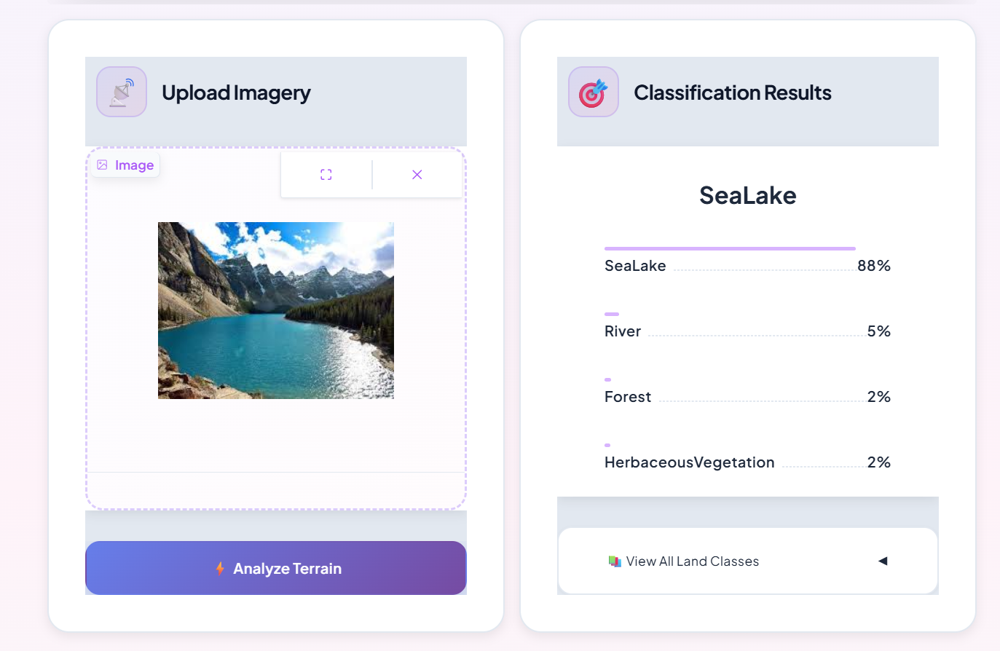 Upload Imagery
Image
Analyze Terrain
Classification Results
SeaLake
SeaLake 88%
River 5%
Forest 2%
HerbaceousVegetation 2%
View All Land Classes